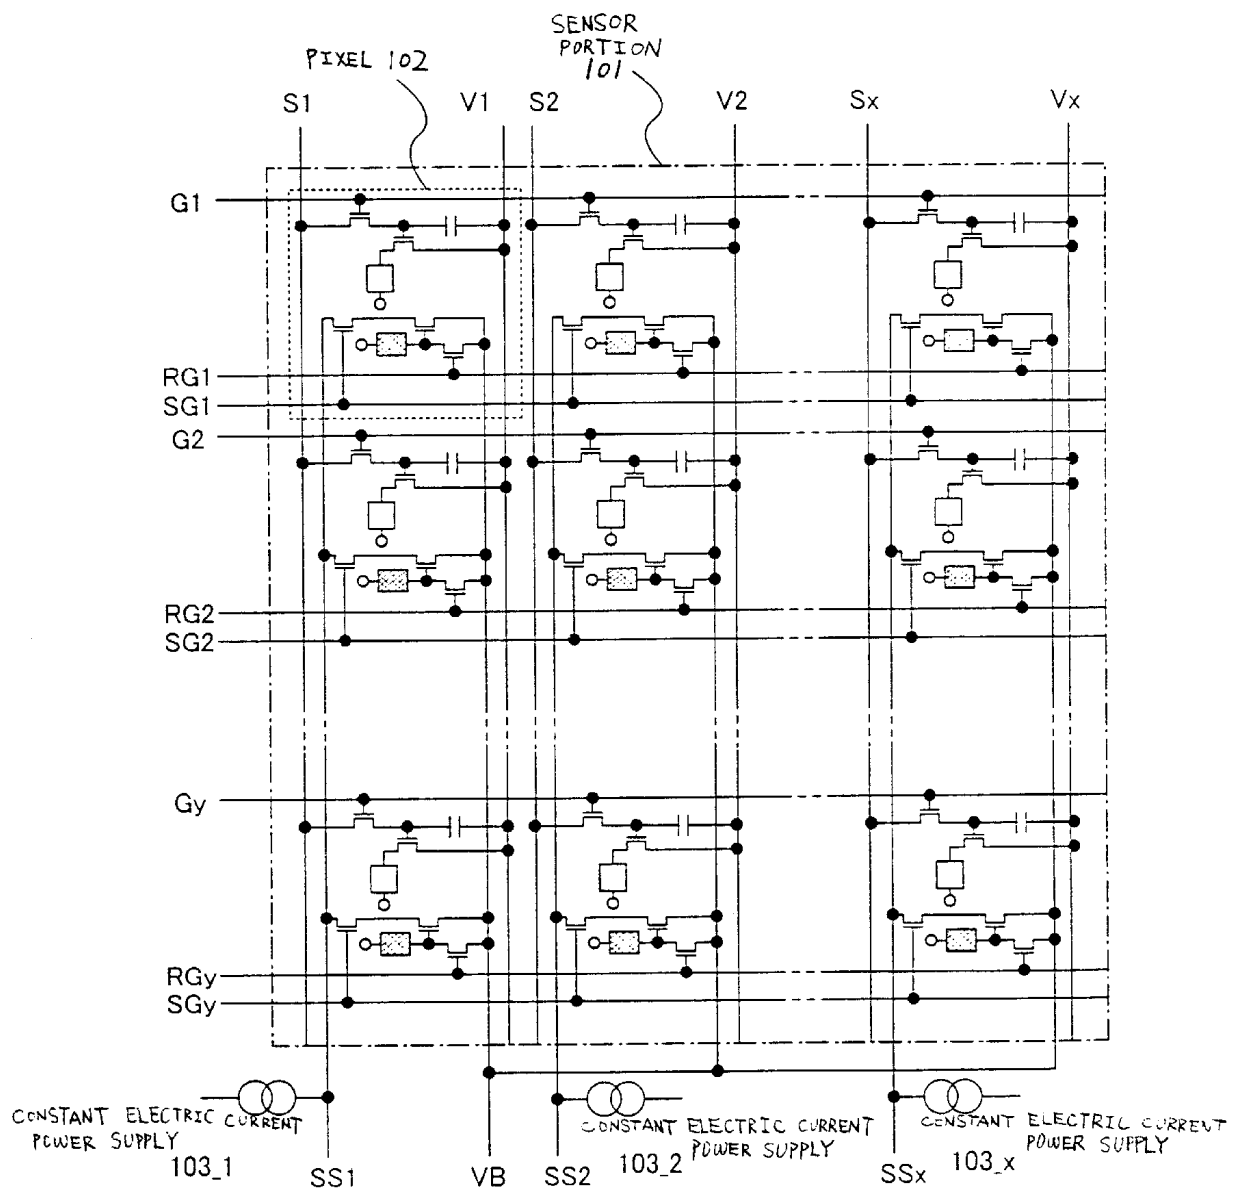 SENSOR
PORTION
101
PIXEL 102
S1
V1
S2
V2
Sx
Vx
G1
RG1
SG1
G2
RG2
SG2
Gy
RGy
SGy
CONSTANT ELECTRIC CURRENT
POWER SUPPLY
103_1
CONSTANT ELECTRIC CURRENT
POWER SUPPLY
103_2
CONSTANT ELECTRIC CURRENT
POWER SUPPLY
103_x
SS1
VB
SS2
SSx